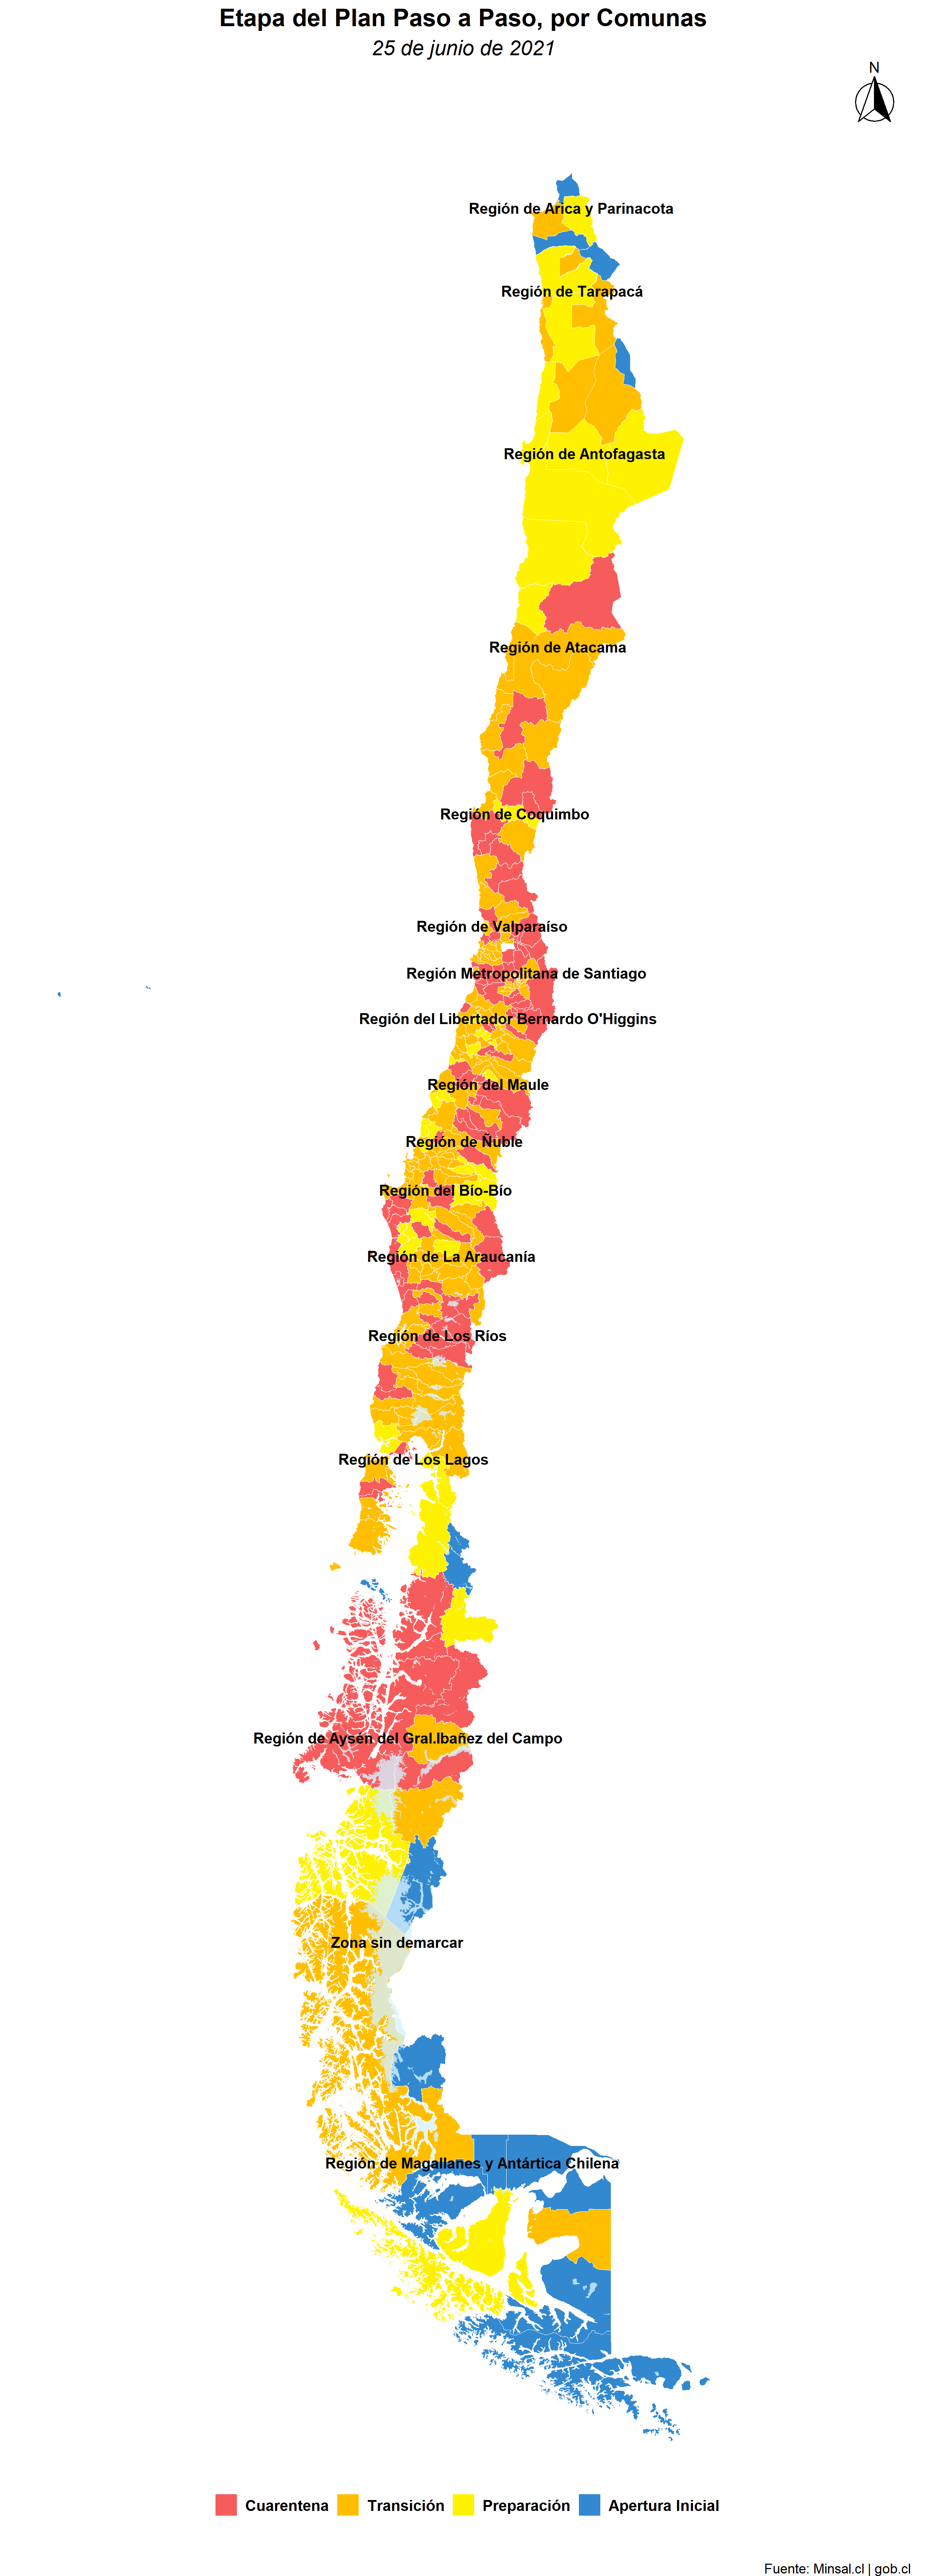 Etapa del Plan Paso a Paso, por Comunas
25 de junio de 2021
N
Región de Arica y Parinacota
Región de Tarapacá
Región de Antofagasta
Región de Atacama
Región de Coquimbo
Región de Valparaíso
Región Metropolitana de Santiago
Región del Libertador Bernardo O'Higgins
Región del Maule
Región de Ñuble
Región del Bío-Bío
Región de La Araucanía
Región de Los Ríos
Región de Los Lagos
Región de Aysén del Gral.Ibañez del Campo
Zona sin demarcar
Región de Magallanes y Antártica Chilena
Cuarentena Transición Preparación Apertura Inicial
Fuente: Minsal.cl | gob.cl